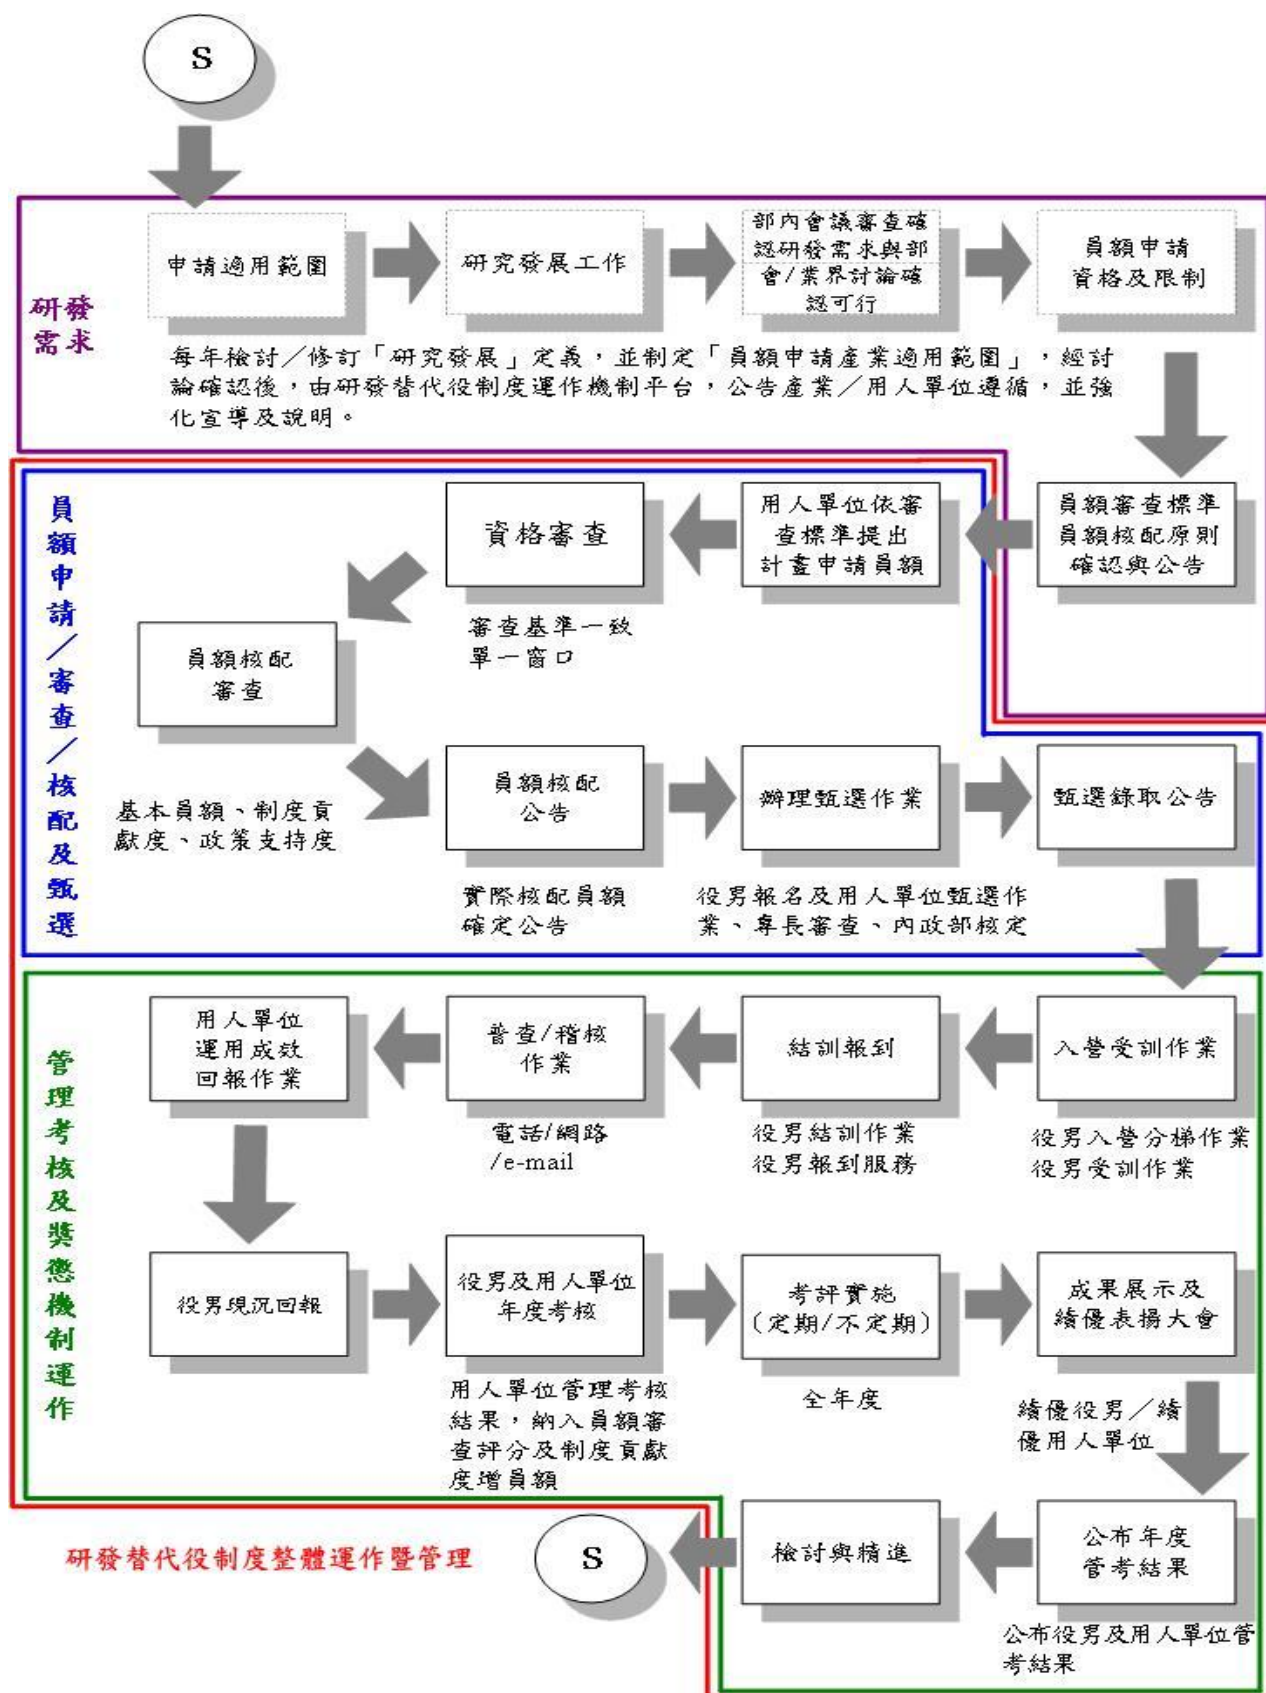 S
研發
需求
申請適用範圍
研究發展工作
部內會議審查確
認研發需求與部
會/業界討論確
認可行
員額申請
資格及限制
每年檢討／修訂「研究發展」定義，並制定「員額申請產業適用範圍」，經討
論確認後，由研發替代役制度運作機制平台，公告產業／用人單位遵循，並強
化宣導及說明。
員額審查標準
員額核配原則
確認與公告
員額申請／審查／核配及甄選
用人單位依審
查標準提出
計畫申請員額
資格審查
審查基準一致
單一窗口
員額核配
審查
基本員額、制度貢
獻度、政策支持度
員額核配
公告
實際核配員額
確定公告
辦理甄選作業
役男報名及用人單位甄選作
業、專長審查、內政部核定
甄選錄取公告
管理考核及獎懲機制運作
入營受訓作業
役男入營分梯作業
役男受訓作業
結訓報到
役男結訓作業
役男報到服務
普查/稽核
作業
電話/網路
/e-mail
用人單位
運用成效
回報作業
役男現況回報
役男及用人單位
年度考核
用人單位管理考核
結果，納入員額審
查評分及制度貢獻
度增員額
考評實施
(定期/不定期)
全年度
成果展示及
績優表揚大會
績優役男／績
優用人單位
公布年度
管考結果
公布役男及用人單位管
考結果
檢討與精進
S
研發替代役制度整體運作暨管理